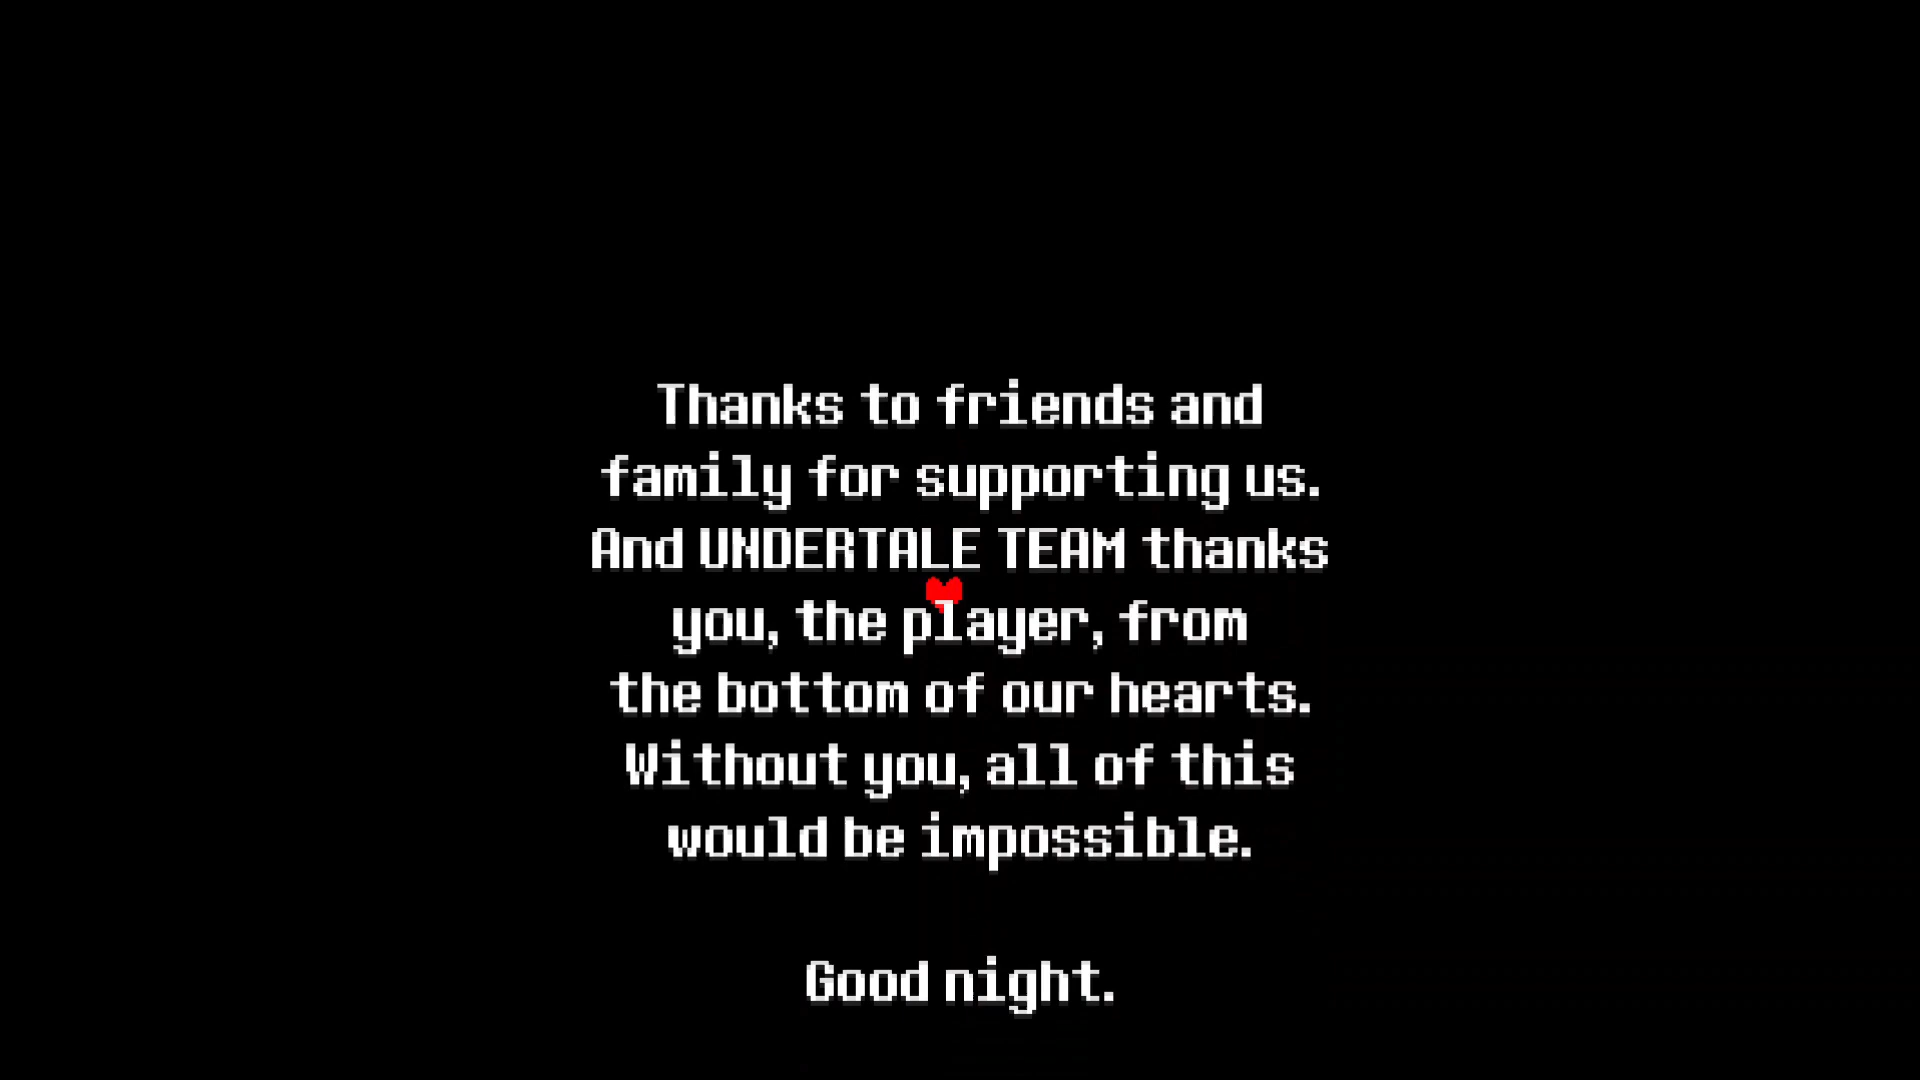 Thanks to friends and
family for supporting us.
And UNDERTALE TEAM thanks
you, the player, from
the bottom of our hearts.
Without you, all of this
would be impossible.
Good night.